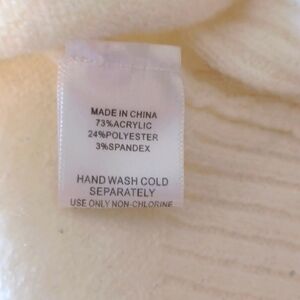 MADE IN CHINA
73%ACRYLIC
24%POLYESTER
3%SPANDEX
HAND WASH COLD
SEPARATELY
USE ONLY NON-CHLORINE